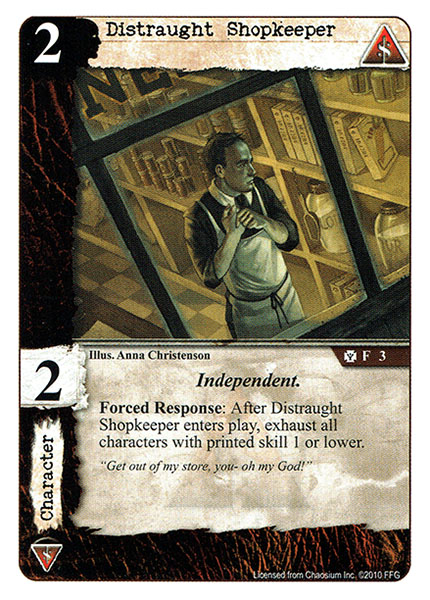 2
Distraught Shopkeeper
NE
Illus. Anna Christenson
F 3
2
Independent.
Forced Response: After Distraught
Shopkeeper enters play, exhaust all
characters with printed skill 1 or lower.
“Get out of my store, you- oh my God!”
Character
Licensed from Chaosium Inc. ©2010 FFG